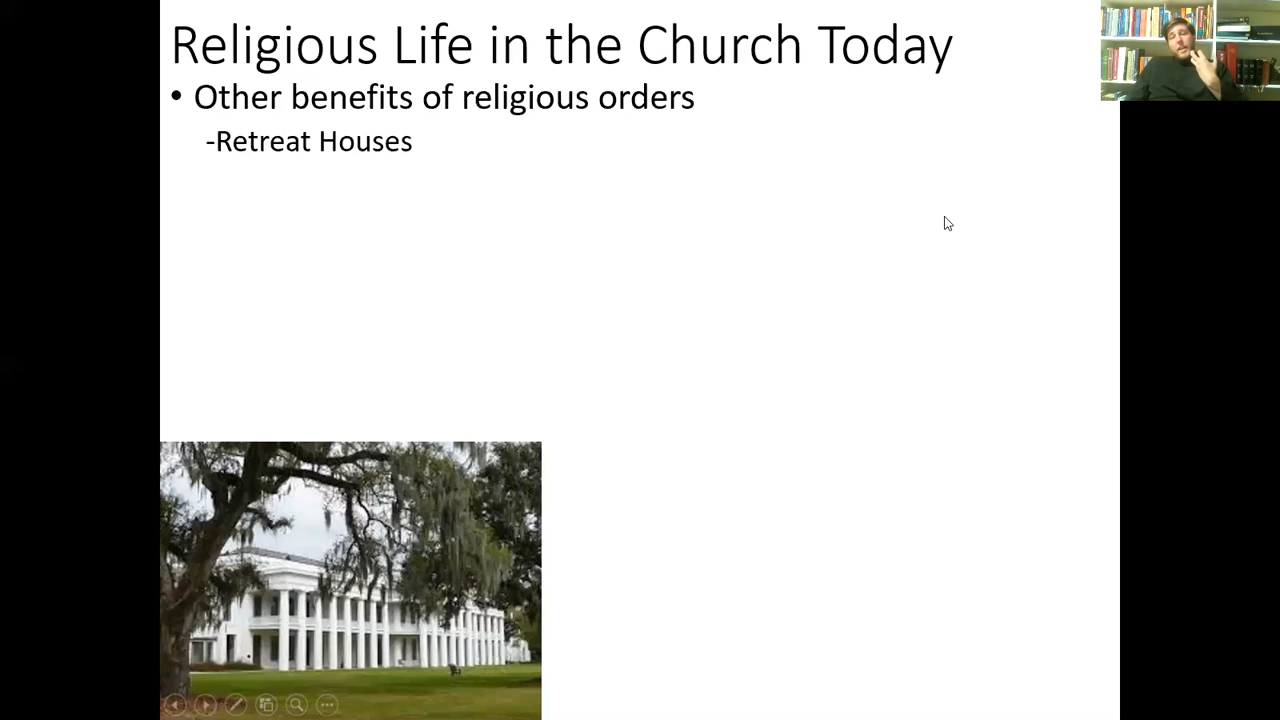 Religious Life in the Church Today
• Other benefits of religious orders
-Retreat Houses